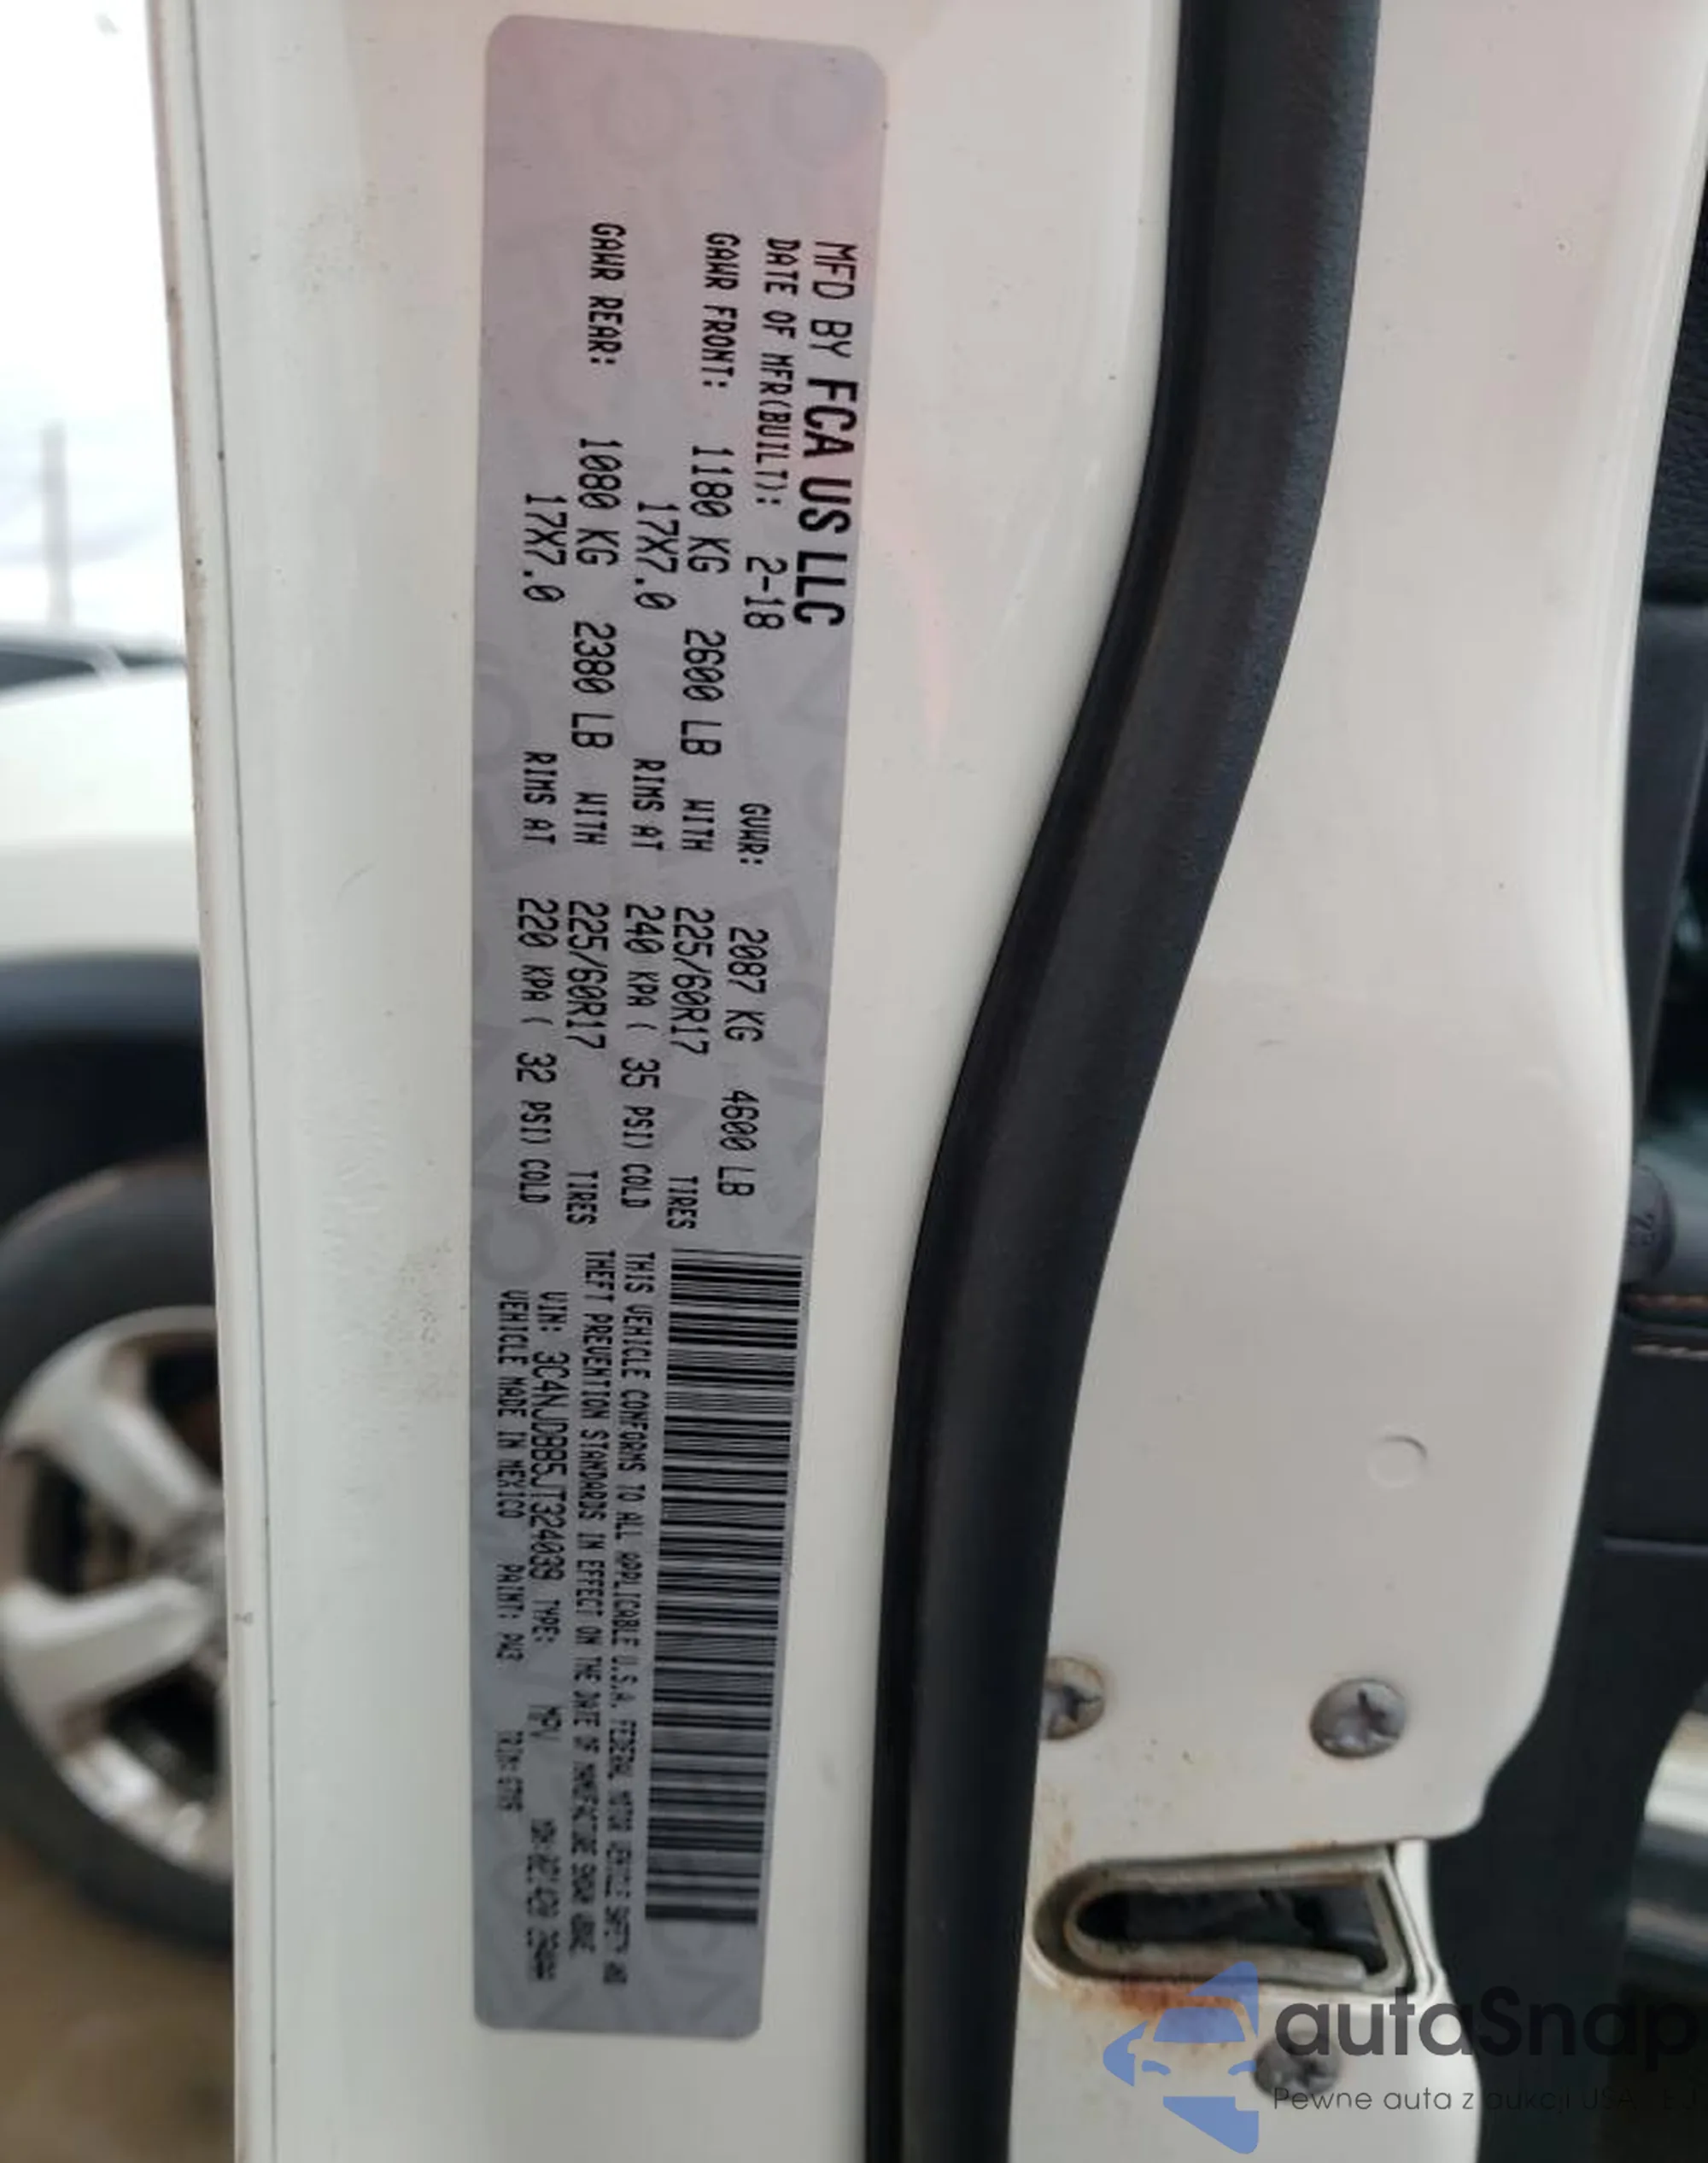 MFD BY FCA US LLC
DATE OF MFR(BUILT): 2-18 GVWR: 2087 KG 4600 LB
GAWR FRONT: 1180 KG 2600 LB WITH 225/60R17 TIRES
17X7.0 RIMS AT 240 KPA ( 35 PSI) COLD
GAWR REAR: 1080 KG 2380 LB WITH 225/60R17 TIRES
17X7.0 RIMS AT 220 KPA ( 32 PSI) COLD
THIS VEHICLE CONFORMS TO ALL APPLICABLE U.S.A. FEDERAL MOTOR VEHICLE SAFETY AND
THEFT PREVENTION STANDARDS IN EFFECT ON THE DATE OF MANUFACTURE SHOWN ABOVE.
VIN: 3C4NJDBB5JT324039 TYPE: MPV
VEHICLE MADE IN MEXICO PAINT: PW3 TRIM:
autaSnap
Pewne auta z aukcji USA